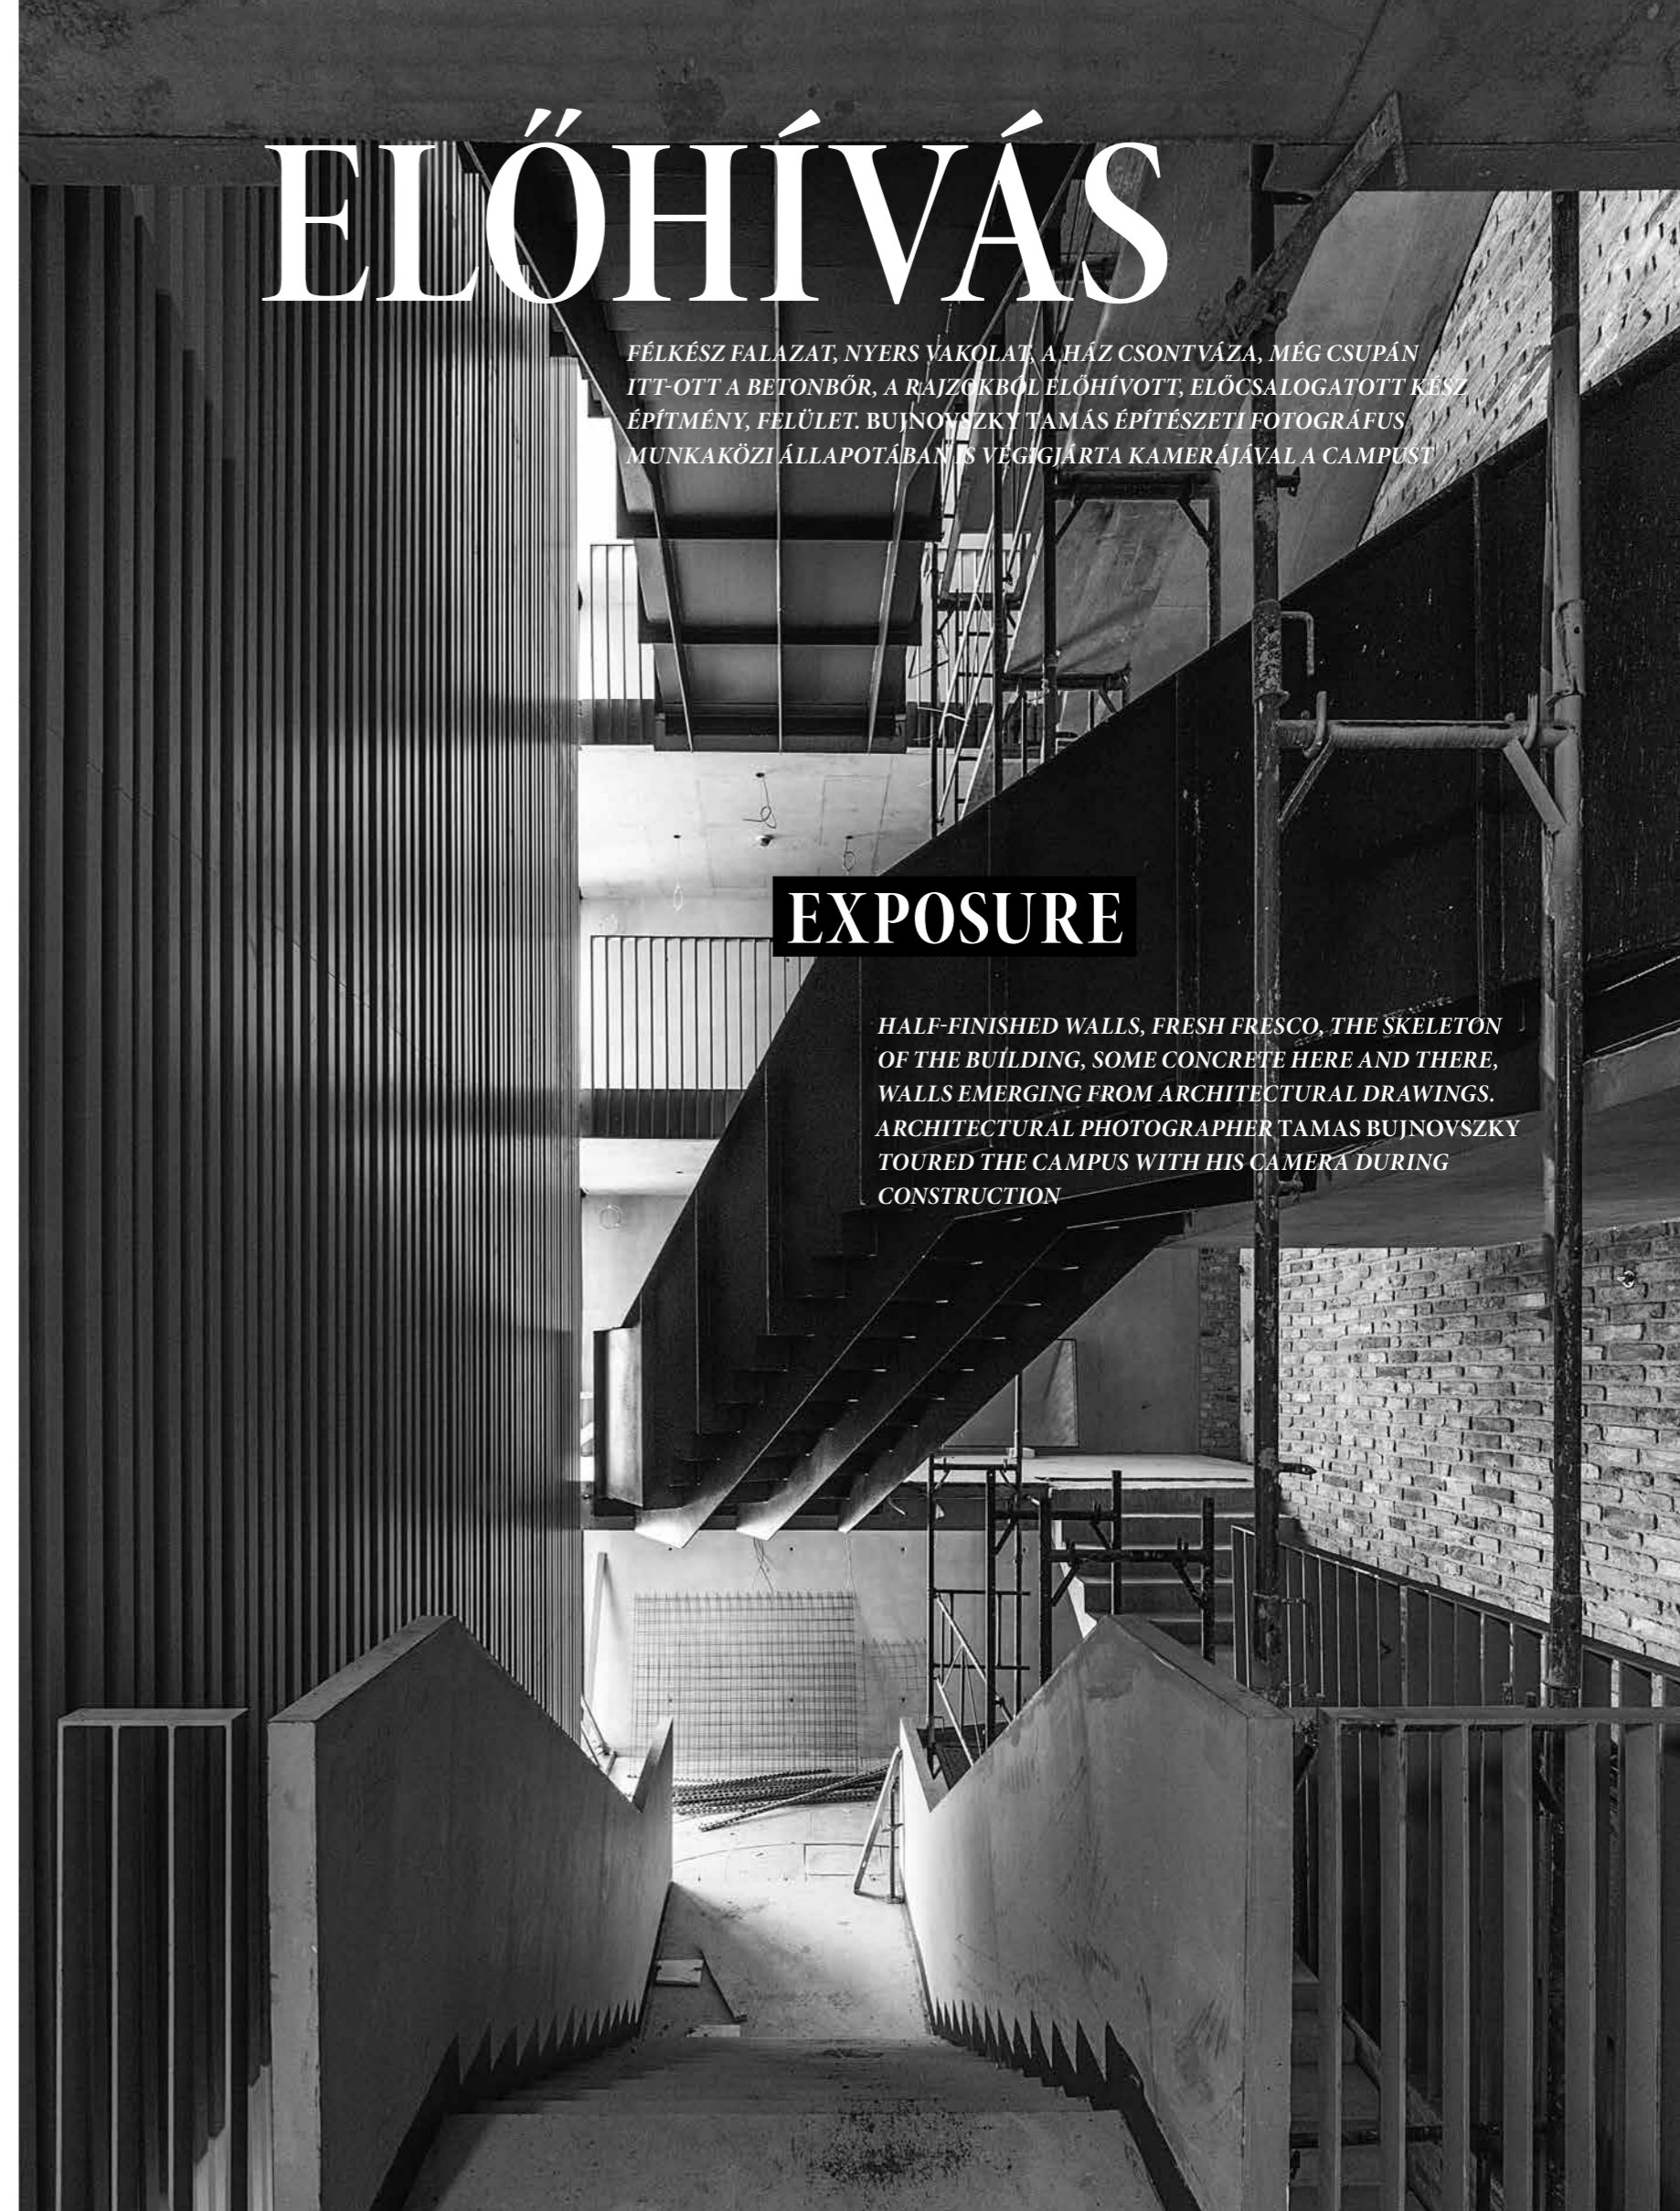 ELŐHÍVÁS
FÉLKÉSZ FALAZAT, NYERS VAKOLAT, A HÁZ CSONTVÁZA, MÉG CSUPÁN
ITT-OTT A BETONBŐR, A RAJZOKBÓL ELŐHÍVOTT, ELŐCSALOGATOTT KÉSZ
ÉPÍTMÉNY, FELÜLET. BUJNOVSZKY TAMÁS ÉPÍTÉSZETI FOTOGRÁFUS
MUNKAKÖZI ÁLLAPOTÁBAN IS VÉGIGJÁRTA KAMERÁJÁVAL A CAMPUST
EXPOSURE
HALF-FINISHED WALLS, FRESH FRESCO, THE SKELETON
OF THE BUILDING, SOME CONCRETE HERE AND THERE,
WALLS EMERGING FROM ARCHITECTURAL DRAWINGS.
ARCHITECTURAL PHOTOGRAPHER TAMAS BUJNOVSZKY
TOURED THE CAMPUS WITH HIS CAMERA DURING
CONSTRUCTION